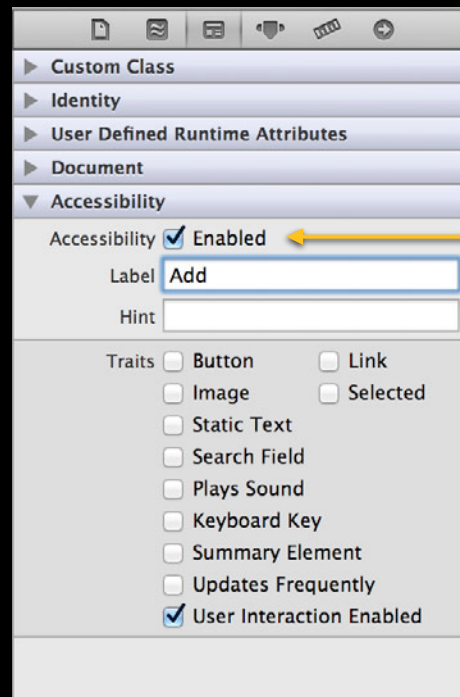 Custom Class
Identity
User Defined Runtime Attributes
Document
Accessibility
Accessibility Enabled
Label Add
Hint
Traits Button Link
Image Selected
Static Text
Search Field
Plays Sound
Keyboard Key
Summary Element
Updates Frequently
User Interaction Enabled